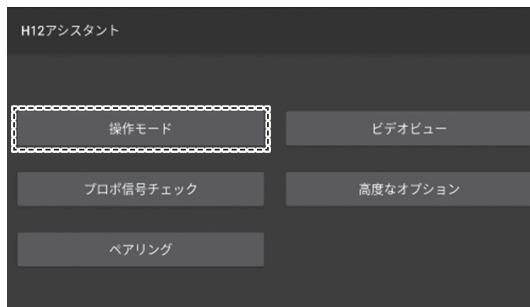 H12アシスタント
操作モード
ビデオビュー
プロポ信号チェック
高度なオプション
ペアリング